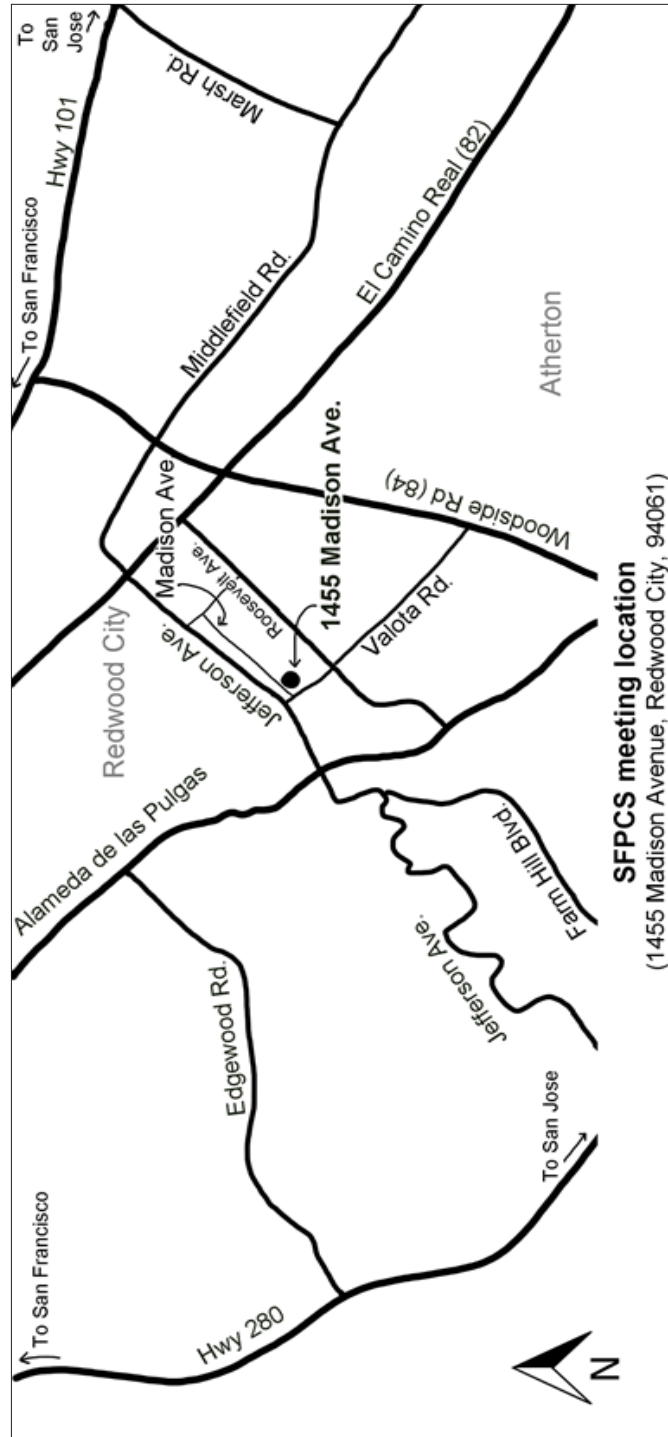 To San Francisco
Hwy 280
Edgewood Rd.
Alameda de las Pulgas
Redwood City
Jefferson Ave.
Madison Ave.
Roosevelt Ave.
1455 Madison Ave.
Valota Rd.
Woodside Rd (84)
Middlefield Rd.
El Camino Real (82)
Atherton
To San Francisco
Hwy 101
To
San
Jose
Marsh Rd.
Jefferson Ave.
Farm Hill Blvd.
To San Jose
N
SFPCS meeting location
(1455 Madison Avenue, Redwood City, 94061)